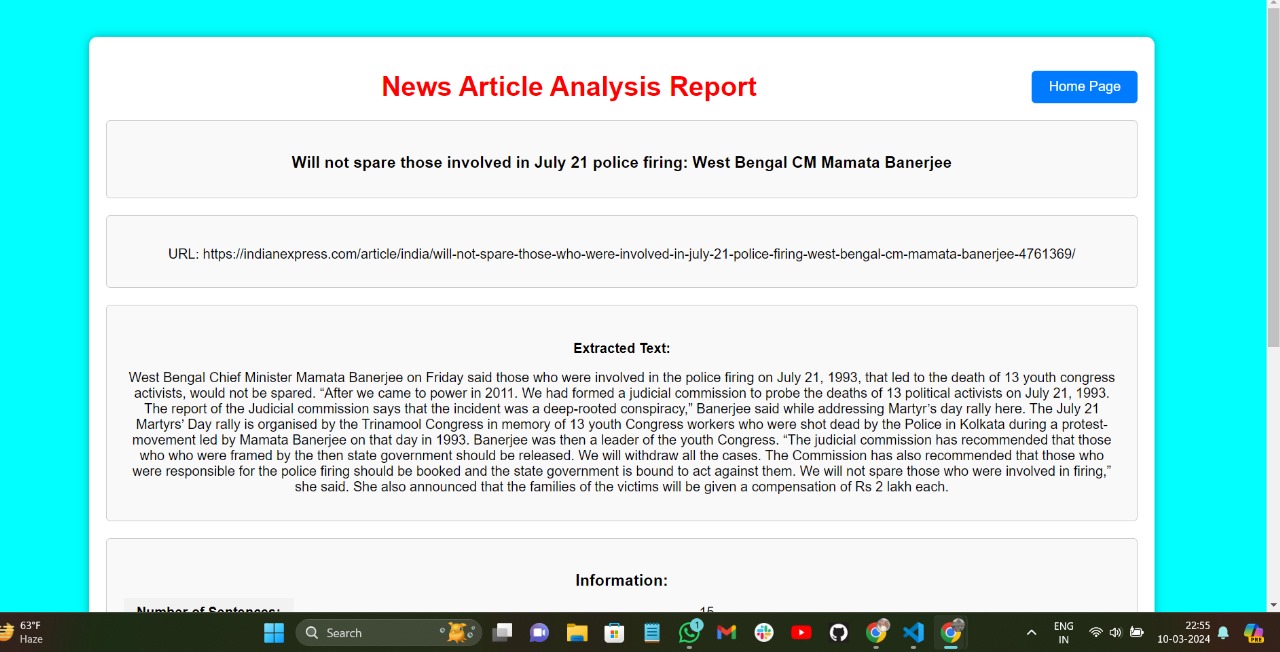 News Article Analysis Report
Home Page
Will not spare those involved in July 21 police firing: West Bengal CM Mamata Banerjee
URL: https://indianexpress.com/article/india/will-not-spare-those-who-were-involved-in-july-21-police-firing-west-bengal-cm-mamata-banerjee-4761369/
Extracted Text:
West Bengal Chief Minister Mamata Banerjee on Friday said those who were involved in the police firing on July 21, 1993, that led to the death of 13 youth congress
activists, would not be spared. “After we came to power in 2011. We had formed a judicial commission to probe the deaths of 13 political activists on July 21, 1993.
The report of the Judicial commission says that the incident was a deep-rooted conspiracy,” Banerjee said while addressing Martyr’s day rally here. The July 21
Martyrs’ Day rally is organised by the Trinamool Congress in memory of 13 youth Congress workers who were shot dead by the Police in Kolkata during a protest-
movement led by Mamata Banerjee on that day in 1993. Banerjee was then a leader of the youth Congress. “The judicial commission has recommended that those
who who were framed by the then state government should be released. We will withdraw all the cases. The Commission has also recommended that those who
were responsible for the police firing should be booked and the state government is bound to act against them. We will not spare those who were involved in firing,”
she said. She also announced that the families of the victims will be given a compensation of Rs 2 lakh each.
Information:
Number of Sentences: 15
63°F
Haze
Search
1
ENG
IN
22:55
10-03-2024
PRE